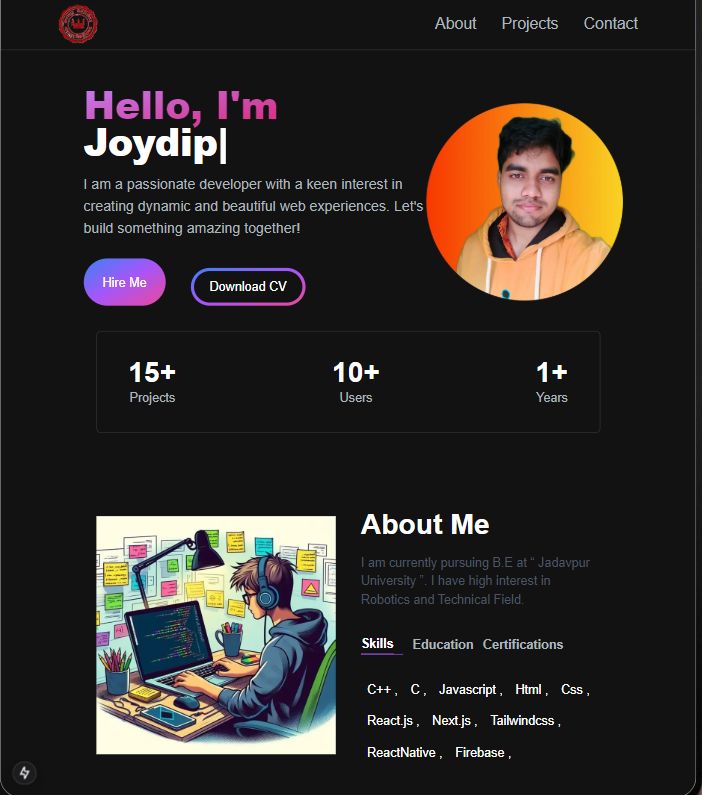 About Projects Contact
Hello, I'm
Joydip|
I am a passionate developer with a keen interest in
creating dynamic and beautiful web experiences. Let's
build something amazing together!
Hire Me Download CV
15+ 10+ 1+
Projects Users Years
About Me
I am currently pursuing B.E at “ Jadavpur
University ”. I have high interest in
Robotics and Technical Field.
Skills Education Certifications
C++ , C , Javascript , Html , Css ,
React.js , Next.js , Tailwindcss ,
ReactNative , Firebase ,